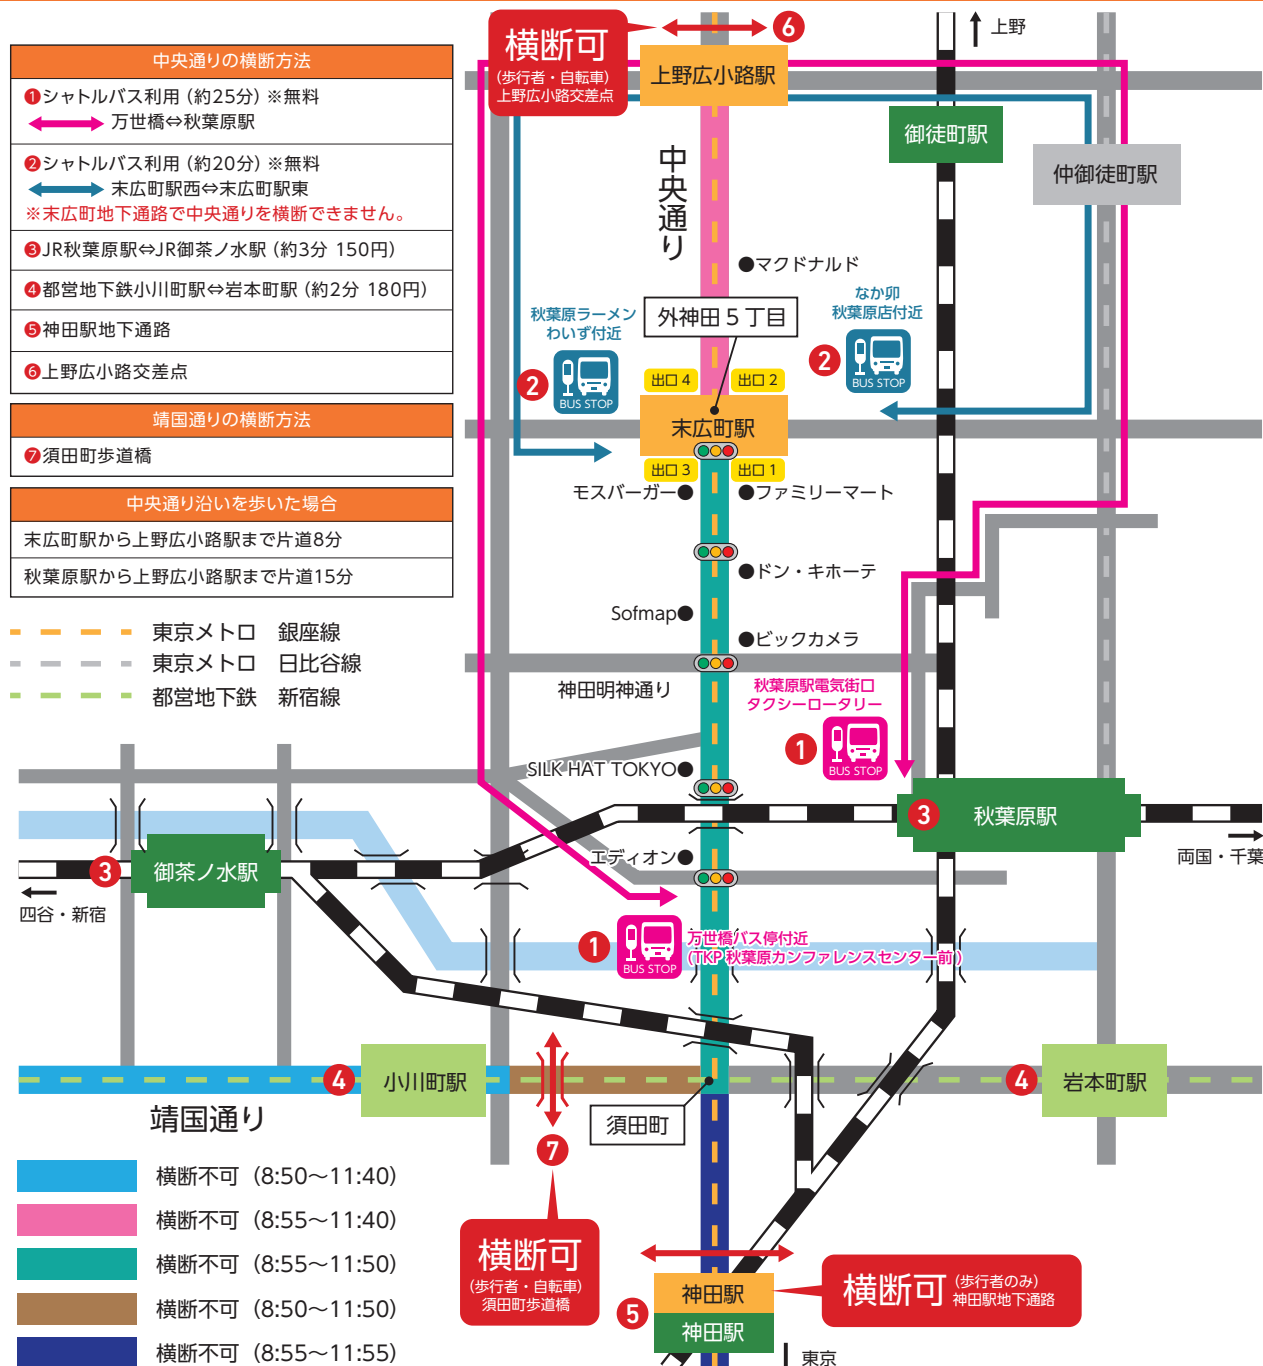 中央通りの横断方法
❶シャトルバス利用 (約25分) ※無料
万世橋⇔秋葉原駅
❷シャトルバス利用 (約20分) ※無料
末広町駅西⇔末広町駅東
※末広町地下通路で中央通りを横断できません。
❸JR秋葉原駅⇔JR御茶ノ水駅 (約3分 150円)
❹都営地下鉄小川町駅⇔岩本町駅 (約2分 180円)
❺神田駅地下通路
❻上野広小路交差点
靖国通りの横断方法
❼須田町歩道橋
中央通り沿いを歩いた場合
末広町駅から上野広小路駅まで片道8分
秋葉原駅から上野広小路駅まで片道15分
東京メトロ 銀座線
東京メトロ 日比谷線
都営地下鉄 新宿線
横断可
(歩行者・自転車)
上野広小路交差点
6
上野
上野広小路駅
御徒町駅
仲御徒町駅
中央通り
●マクドナルド
秋葉原ラーメン
わいず付近
外神田5丁目
なか卯
秋葉原店付近
2
BUS STOP
2
BUS STOP
出口4
出口2
末広町駅
出口3
出口1
モスバーガー●
●ファミリーマート
●ドン・キホーテ
Sofmap●
●ビックカメラ
神田明神通り
秋葉原駅電気街口
タクシーロータリー
1
BUS STOP
SILK HAT TOKYO●
3
秋葉原駅
両国・千葉
エディオン●
3
御茶ノ水駅
四谷・新宿
1
BUS STOP
万世橋バス停付近
(TKP 秋葉原カンファレンスセンター前)
4
小川町駅
4
岩本町駅
靖国通り
須田町
7
横断可
(歩行者・自転車)
須田町歩道橋
横断可
(歩行者のみ)
神田駅地下通路
5
神田駅
神田駅
東京
横断不可 (8:50～11:40)
横断不可 (8:55～11:40)
横断不可 (8:55～11:50)
横断不可 (8:50～11:50)
横断不可 (8:55～11:55)